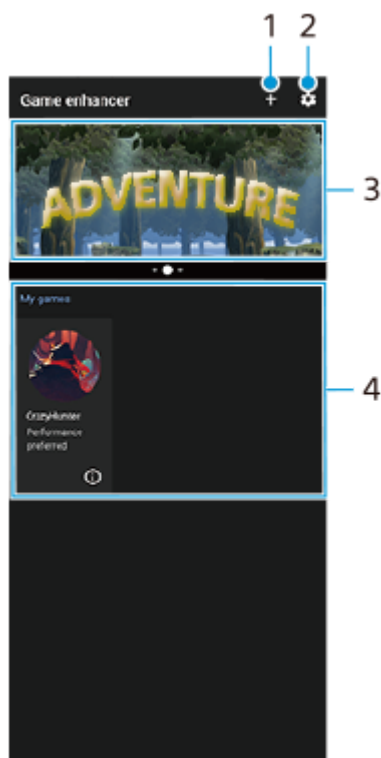 1 2
Game enhancer
ADVENTURE
3
My games
CrazyHunter
Performance
preferred
4